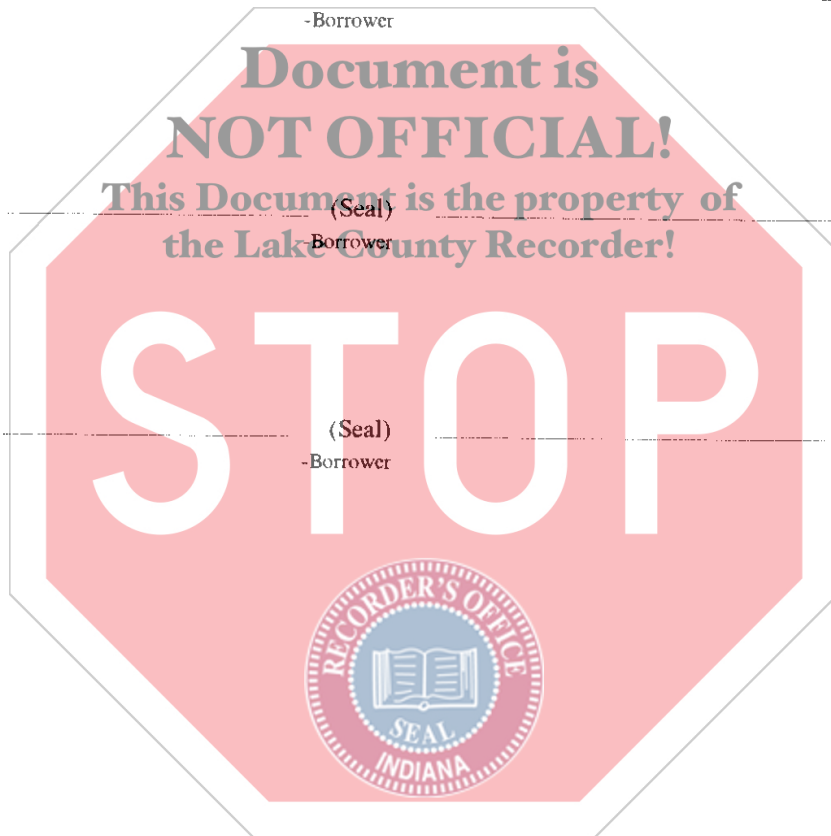 -Borrower
Document is
NOT OFFICIAL!
This Document is the property of
(Seal)
the Lake County Recorder!
-Borrower
STOP
(Seal)
-Borrower
RECORDER'S OFFICE
SEAL
INDIANA